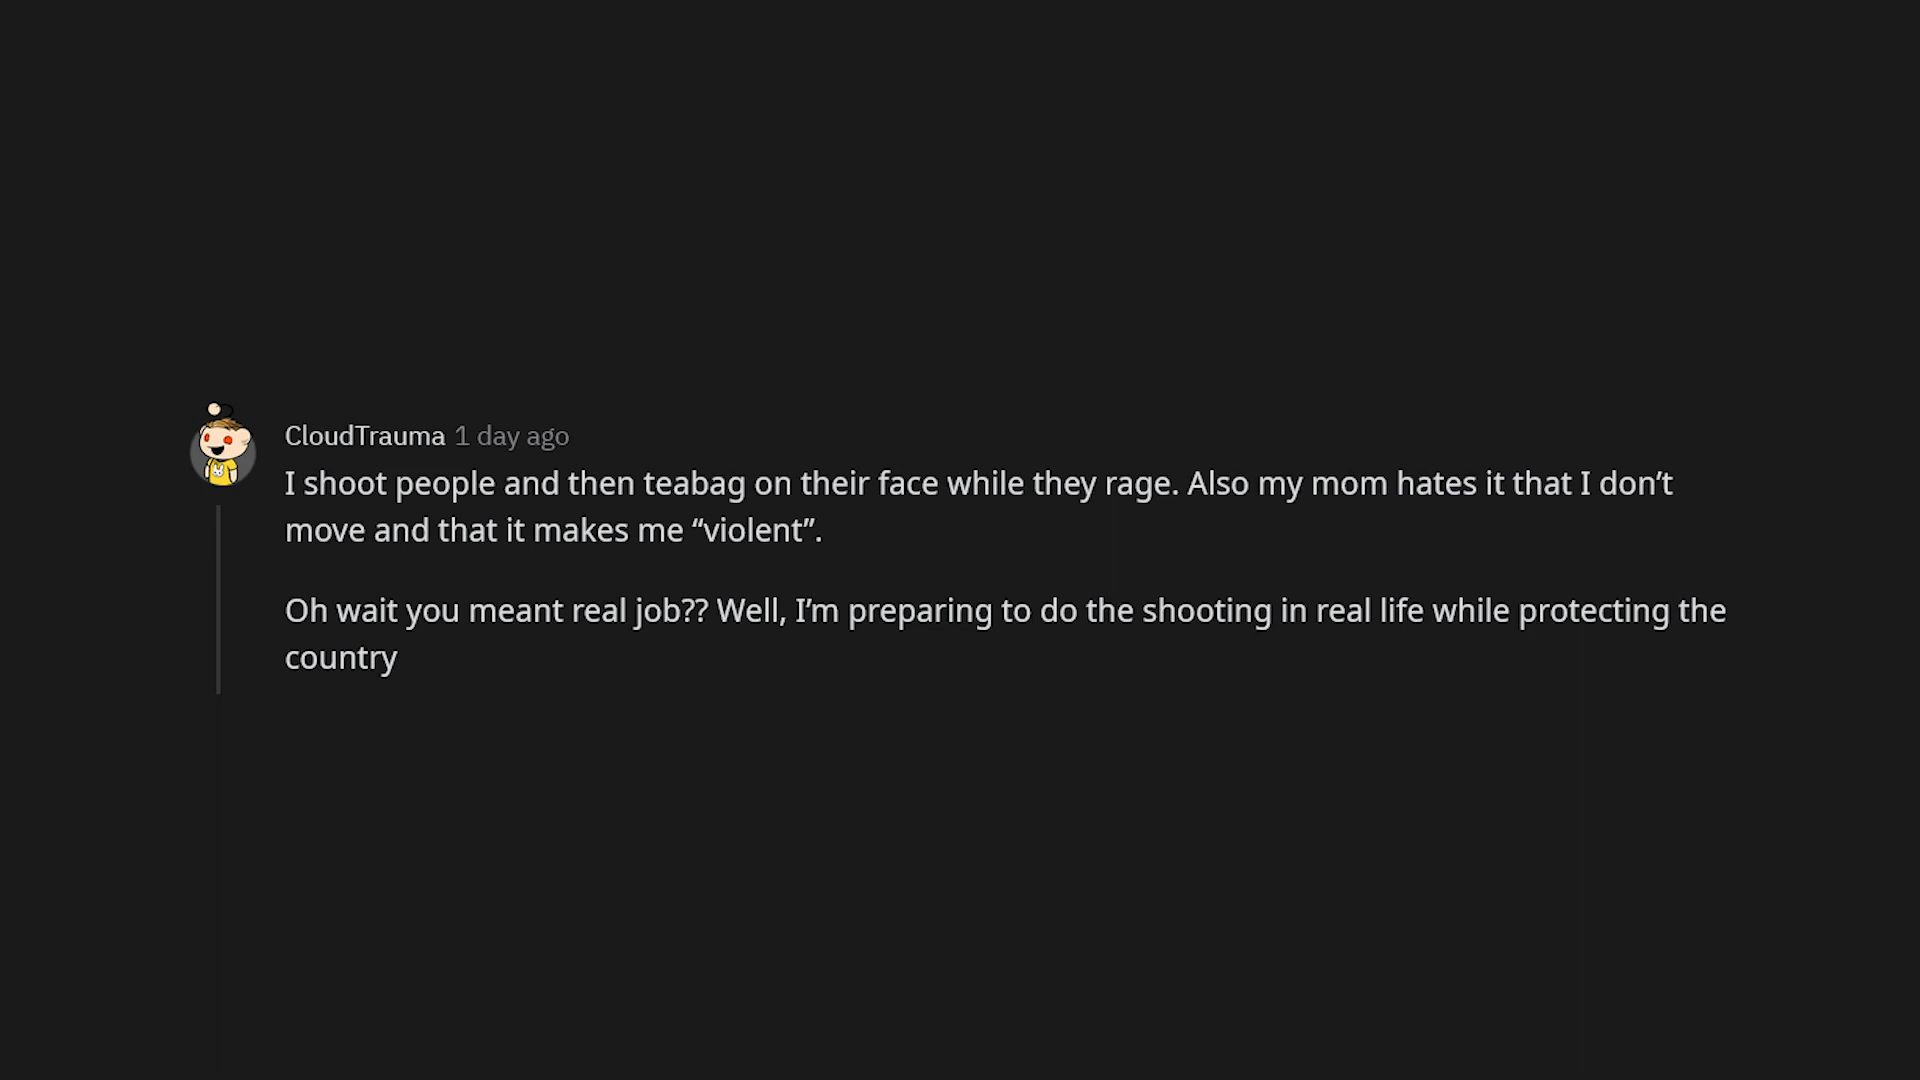 CloudTrauma 1 day ago
I shoot people and then teabag on their face while they rage. Also my mom hates it that I don’t
move and that it makes me “violent”.
Oh wait you meant real job?? Well, I’m preparing to do the shooting in real life while protecting the
country